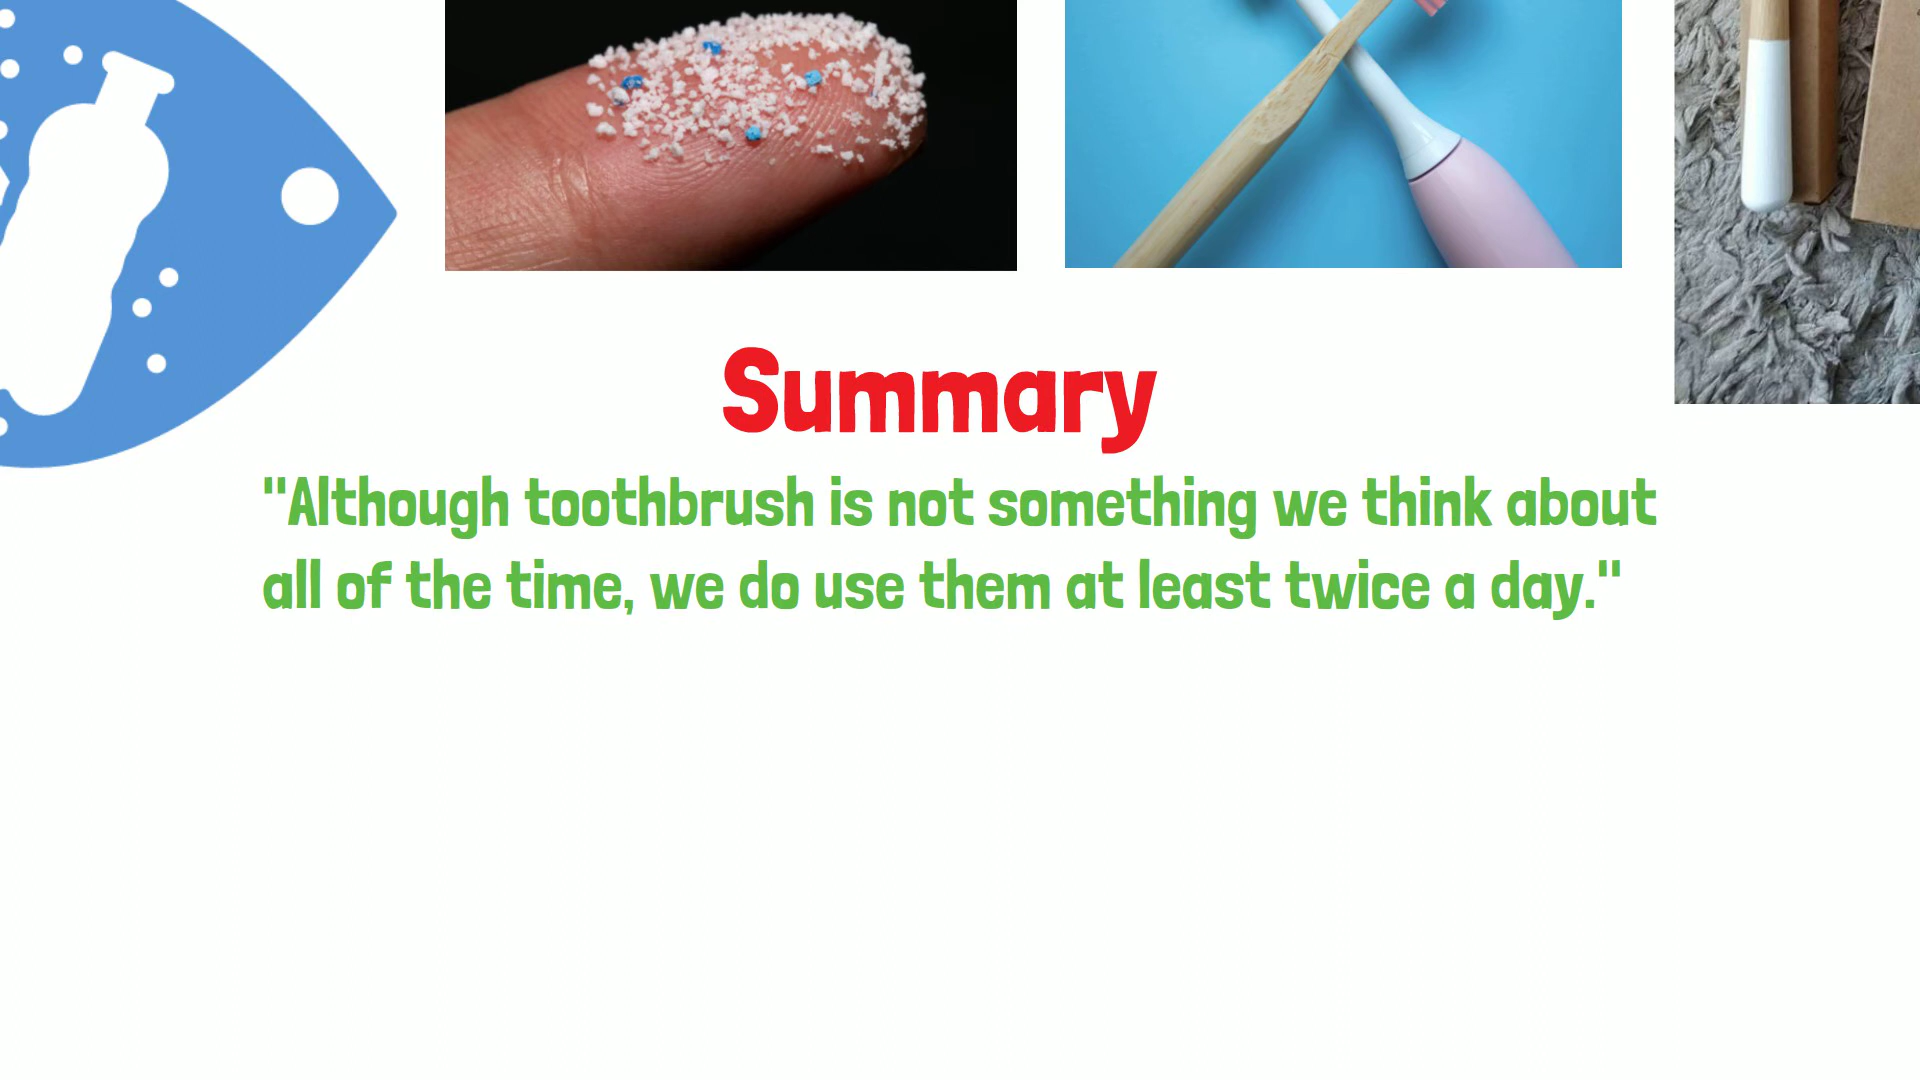 Summary
"Although toothbrush is not something we think about
all of the time, we do use them at least twice a day."